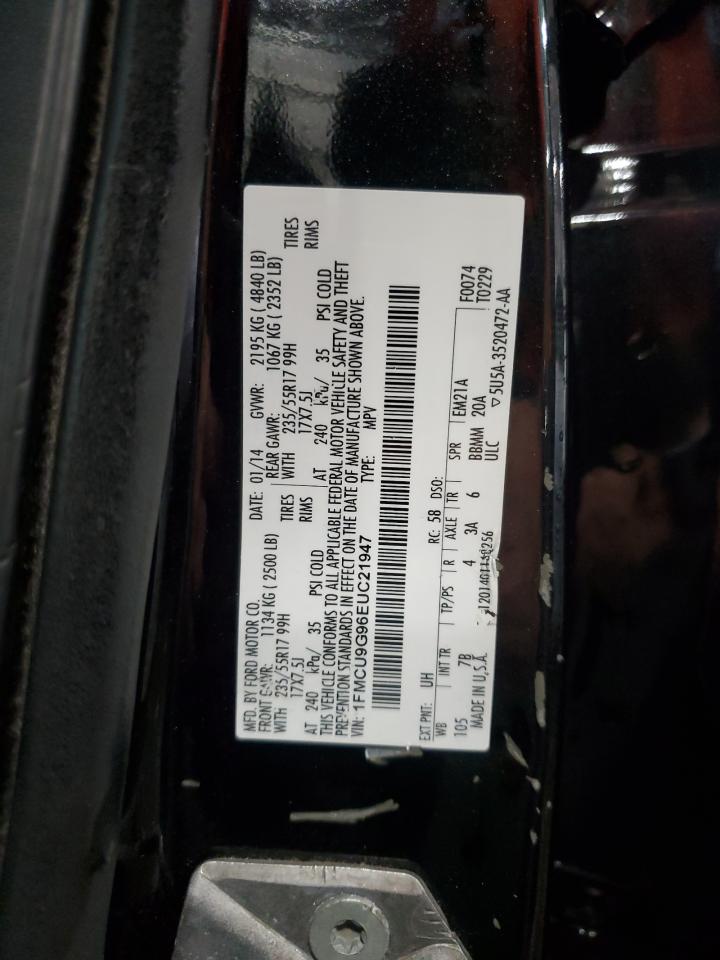 MFD. BY FORD MOTOR CO. DATE: 01/14 GVWR: 2195 KG ( 4840 LB)
FRONT GAWR: 1134 KG ( 2500 LB) REAR GAWR: 1067 KG ( 2352 LB)
WITH 235/55R17 99H TIRES WITH 235/55R17 99H TIRES
17X7.5J RIMS 17X7.5J RIMS
AT 240 kPa/ 35 PSI COLD AT 240 kPa/ 35 PSI COLD
THIS VEHICLE CONFORMS TO ALL APPLICABLE FEDERAL MOTOR VEHICLE SAFETY AND THEFT
PREVENTION STANDARDS IN EFFECT ON THE DATE OF MANUFACTURE SHOWN ABOVE.
VIN: 1FMCU9G96EUC21947 TYPE: MPV
EXT PNT: UH RC: 58 DSO:
WB INT TR TP/PS R AXLE TR SPR EM21A F0074
105 7B 4 3A 6 BBMM 20A T0229
MADE IN U.S.A. ULC ▽5U5A-3520472-AA